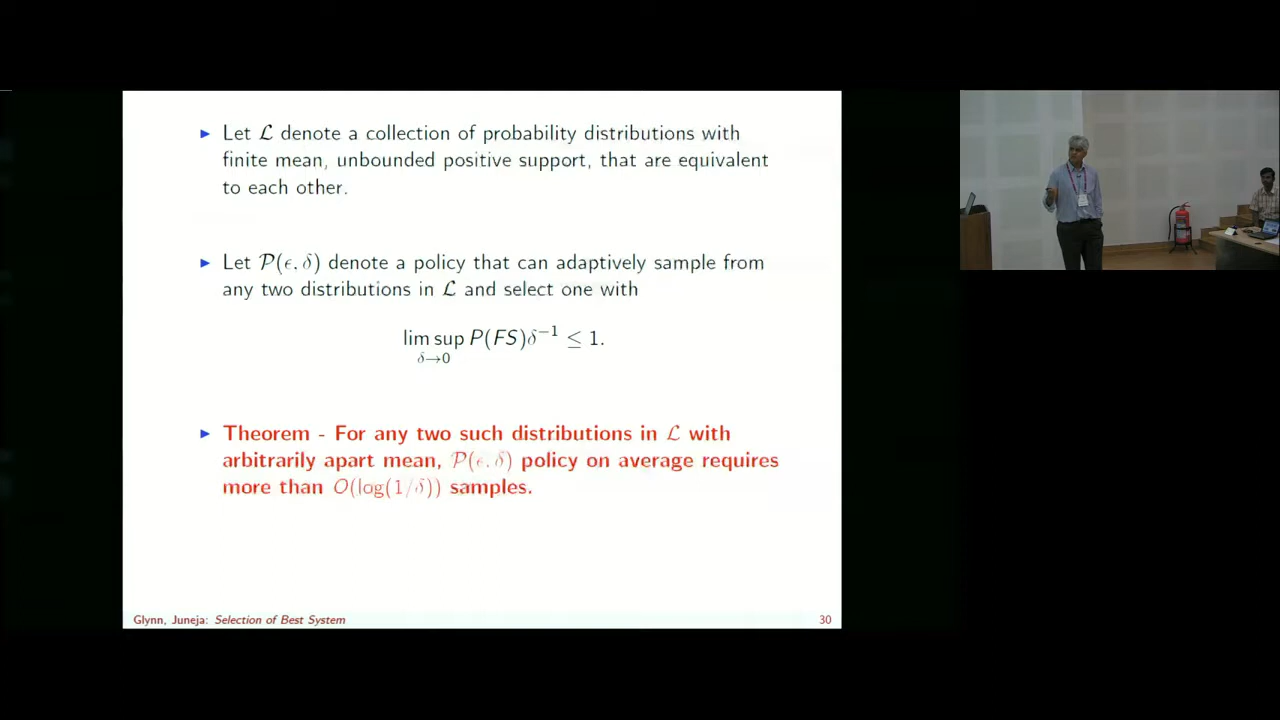 ▶ Let 𝓛 denote a collection of probability distributions with
finite mean, unbounded positive support, that are equivalent
to each other.
▶ Let 𝒫(ϵ, δ) denote a policy that can adaptively sample from
any two distributions in 𝓛 and select one with
lim sup P(FS)δ⁻¹ ≤ 1.
δ→0
▶ Theorem - For any two such distributions in 𝓛 with
arbitrarily apart mean, 𝒫(ϵ, δ) policy on average requires
more than O(log(1/δ)) samples.
Glynn, Juneja: Selection of Best System
30